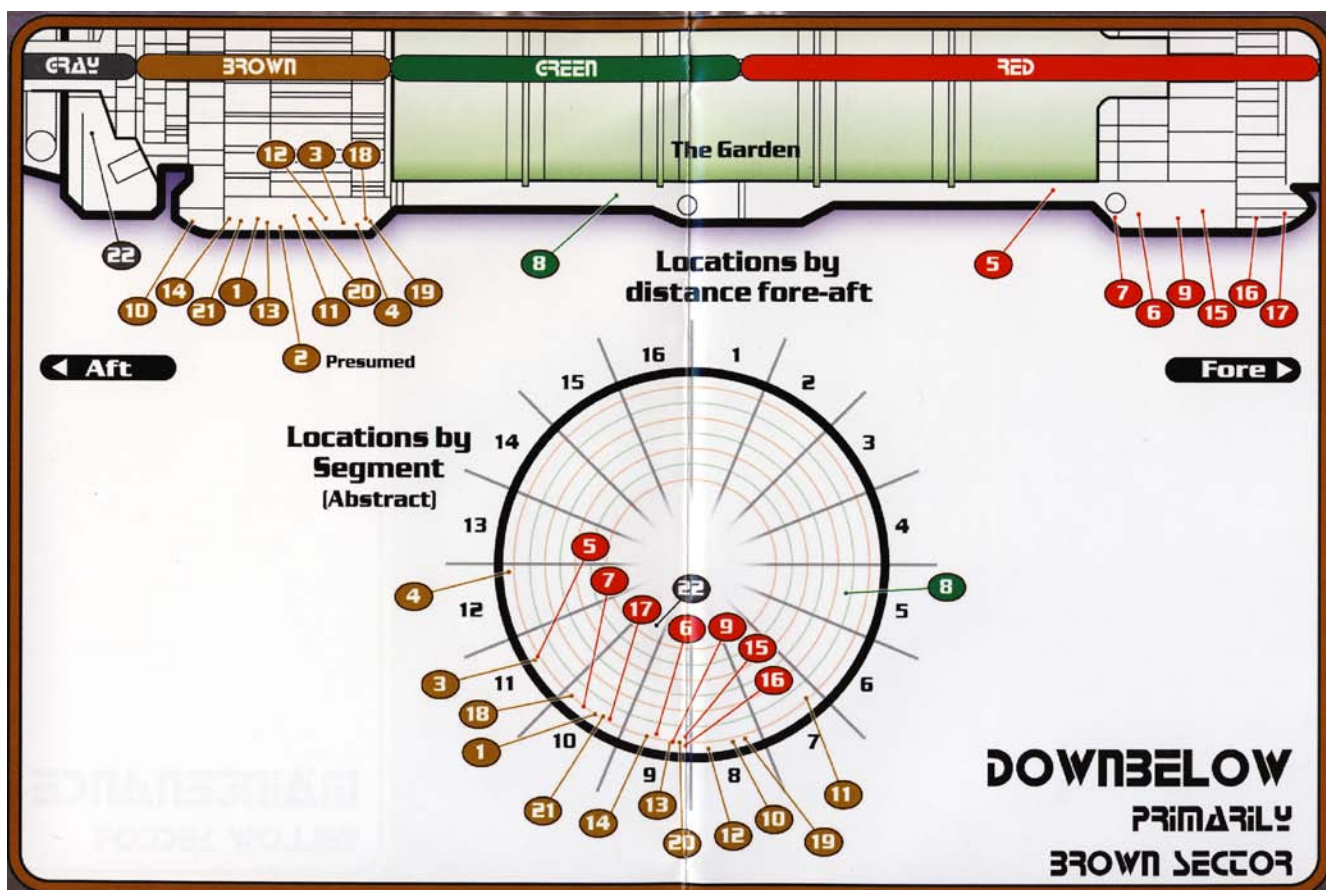 GRAY
BROWN
GREEN
RED
12 3 18
The Garden
22
8
5
10 14 21 1 13 11 20 4 19
7 6 9 15 16 17
2 Presumed
Locations by
distance fore-aft
Aft
Fore
Locations by
Segment
(Abstract)
16 1
15 2
14 3
13 4
12 5
11 6
10 7
9 8
5
7
17
22
6
9
15
16
8
4
3
18
1
21
14
13
20
12
10
19
11
DOWNBELOW
PRIMARILY
BROWN SECTOR
MAINTENANCE
YELLOW SECTOR